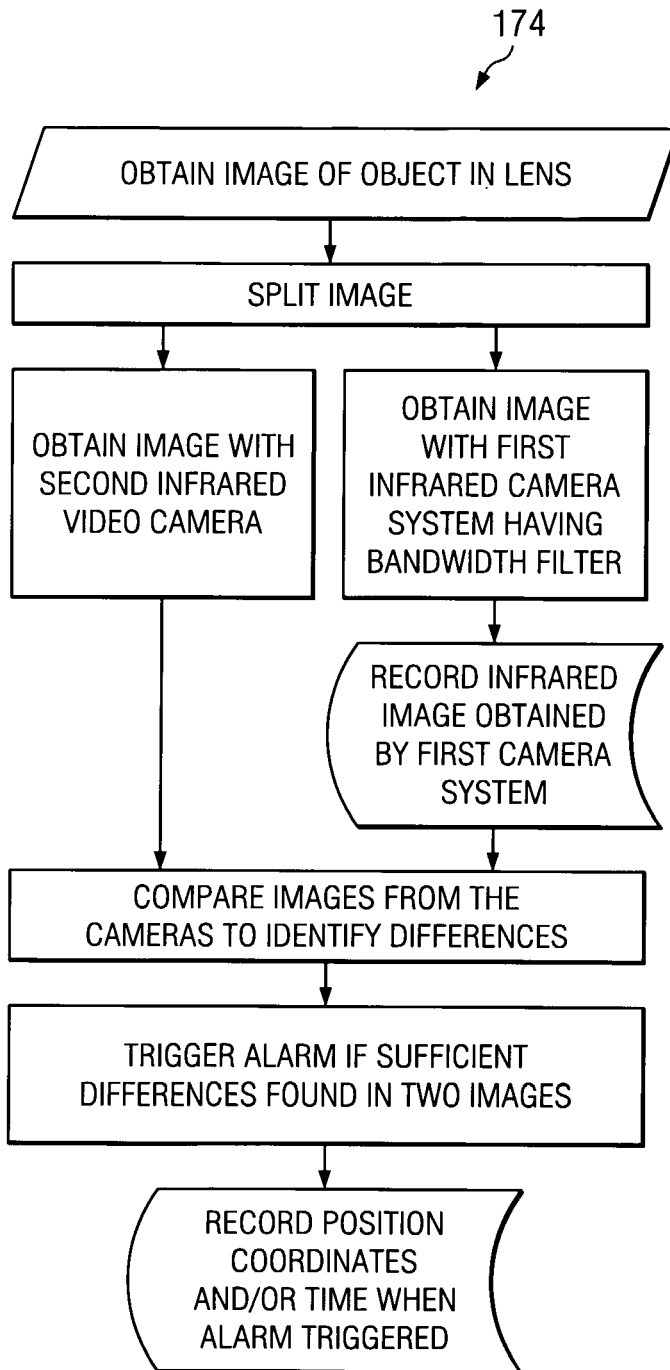 174
OBTAIN IMAGE OF OBJECT IN LENS
SPLIT IMAGE
OBTAIN IMAGE WITH
SECOND INFRARED
VIDEO CAMERA
OBTAIN IMAGE
WITH FIRST
INFRARED CAMERA
SYSTEM HAVING
BANDWIDTH FILTER
RECORD INFRARED
IMAGE OBTAINED
BY FIRST CAMERA
SYSTEM
COMPARE IMAGES FROM THE
CAMERAS TO IDENTIFY DIFFERENCES
TRIGGER ALARM IF SUFFICIENT
DIFFERENCES FOUND IN TWO IMAGES
RECORD POSITION
COORDINATES
AND/OR TIME WHEN
ALARM TRIGGERED